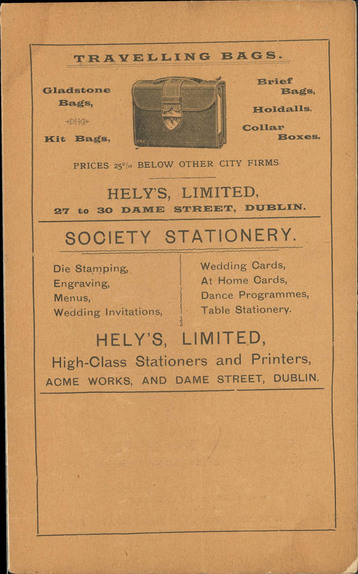 TRAVELLING BAGS.
Gladstone
Bags,
Kit Bags,
Brief
Bags,
Holdalls.
Collar
Boxes.
PRICES 25°/o BELOW OTHER CITY FIRMS
HELY'S, LIMITED,
27 to 30 DAME STREET, DUBLIN.
SOCIETY STATIONERY.
Die Stamping,
Engraving,
Menus,
Wedding Invitations,
Wedding Cards,
At Home Cards,
Dance Programmes,
Table Stationery.
HELY'S, LIMITED,
High-Class Stationers and Printers,
ACME WORKS, AND DAME STREET, DUBLIN.